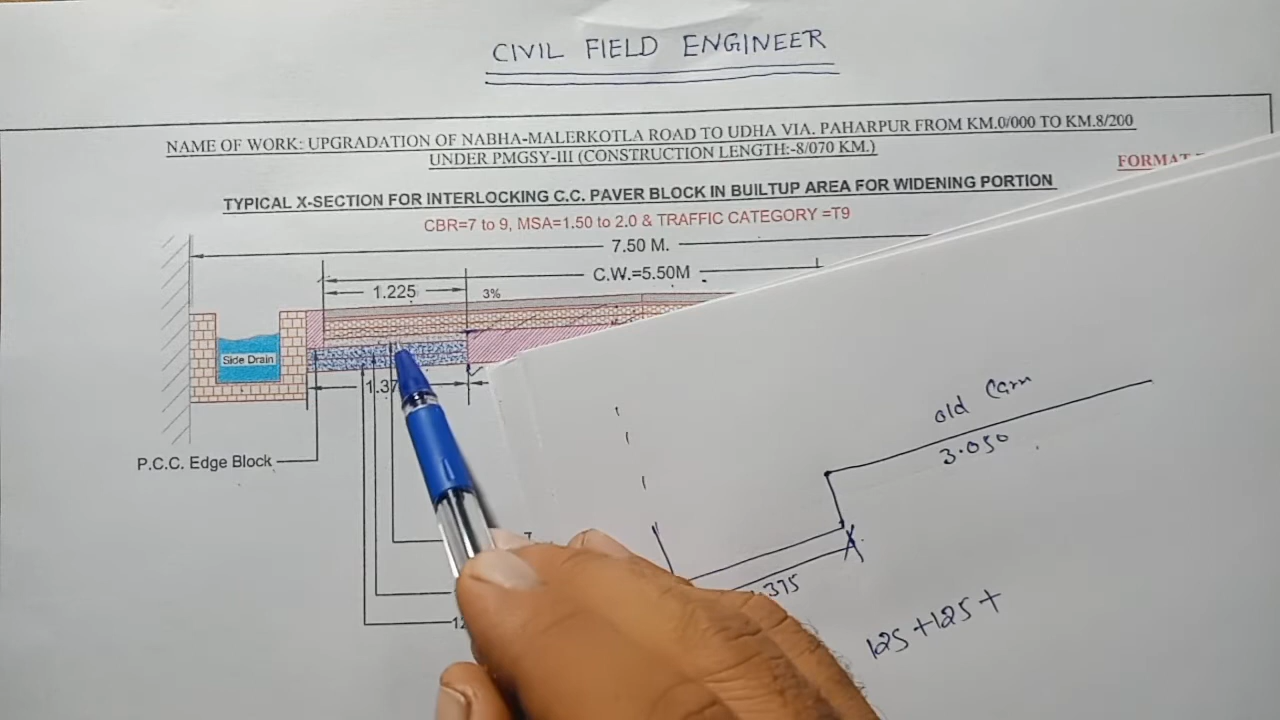 CIVIL FIELD ENGINEER
NAME OF WORK: UPGRADATION OF NABHA-MALERKOTLA ROAD TO UDHA VIA. PAHARPUR FROM KM.0/000 TO KM.8/200
UNDER PMGSY-III (CONSTRUCTION LENGTH:-8/070 KM.)
TYPICAL X-SECTION FOR INTERLOCKING C.C. PAVER BLOCK IN BUILTUP AREA FOR WIDENING PORTION
CBR=7 to 9, MSA=1.50 to 2.0 & TRAFFIC CATEGORY =T9
7.50 M.
C.W.=5.50M
1.225
3%
Side Drain
P.C.C. Edge Block
old
3.050
125+125+